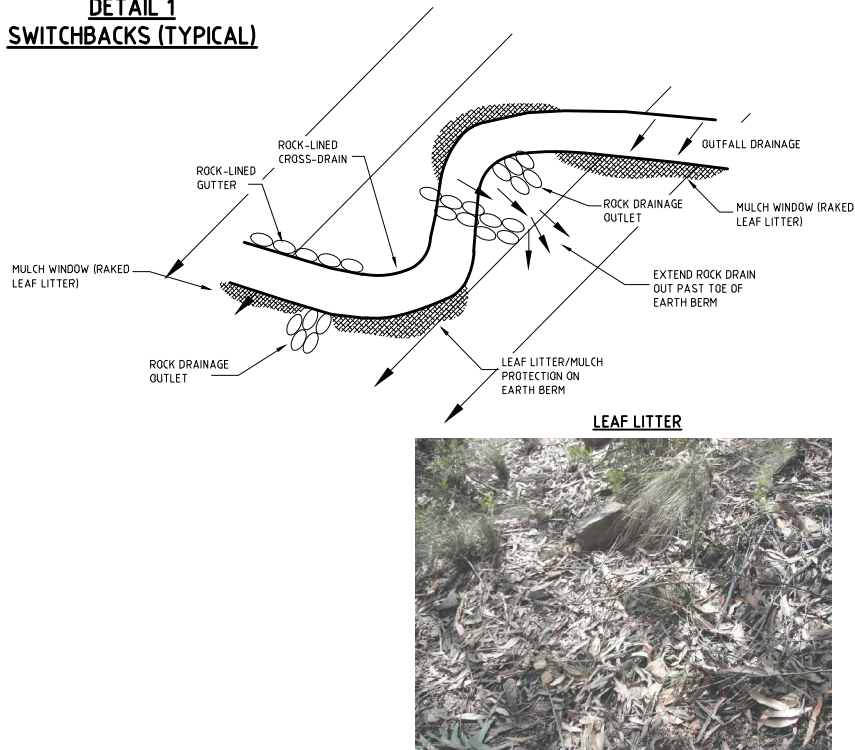 DETAIL 1
SWITCHBACKS (TYPICAL)
ROCK-LINED
CROSS-DRAIN
ROCK-LINED
GUTTER
OUTFALL DRAINAGE
ROCK DRAINAGE
OUTLET
MULCH WINDOW (RAKED
LEAF LITTER)
MULCH WINDOW (RAKED
LEAF LITTER)
EXTEND ROCK DRAIN
OUT PAST TOE OF
EARTH BERM
ROCK DRAINAGE
OUTLET
LEAF LITTER/MULCH
PROTECTION ON
EARTH BERM
LEAF LITTER